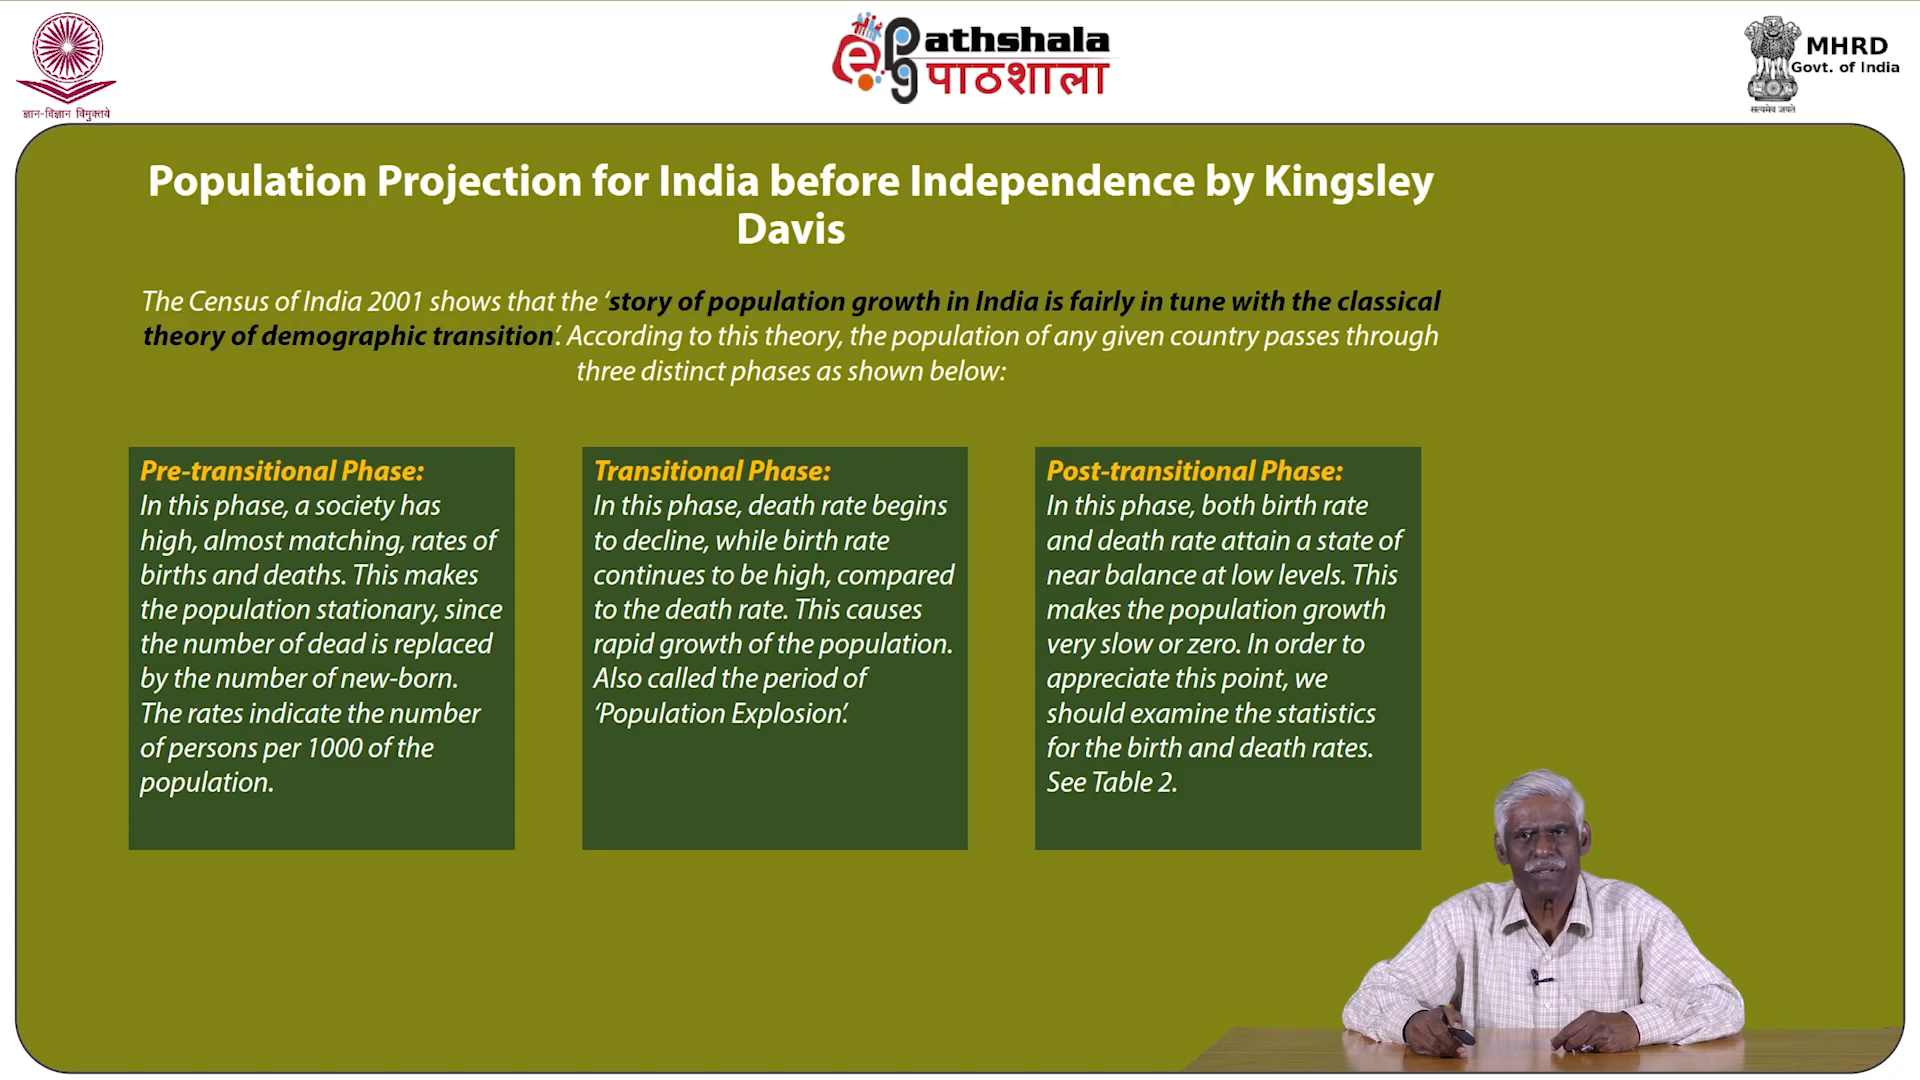 ज्ञान-विज्ञान विमुक्तये
ePG
athshala
पाठशाला
MHRD
Govt. of India
सत्यमेव जयते
Population Projection for India before Independence by Kingsley
Davis
The Census of India 2001 shows that the ‘story of population growth in India is fairly in tune with the classical
theory of demographic transition’. According to this theory, the population of any given country passes through
three distinct phases as shown below:
Pre-transitional Phase:
In this phase, a society has
high, almost matching, rates of
births and deaths. This makes
the population stationary, since
the number of dead is replaced
by the number of new-born.
The rates indicate the number
of persons per 1000 of the
population.
Transitional Phase:
In this phase, death rate begins
to decline, while birth rate
continues to be high, compared
to the death rate. This causes
rapid growth of the population.
Also called the period of
‘Population Explosion’.
Post-transitional Phase:
In this phase, both birth rate
and death rate attain a state of
near balance at low levels. This
makes the population growth
very slow or zero. In order to
appreciate this point, we
should examine the statistics
for the birth and death rates.
See Table 2.